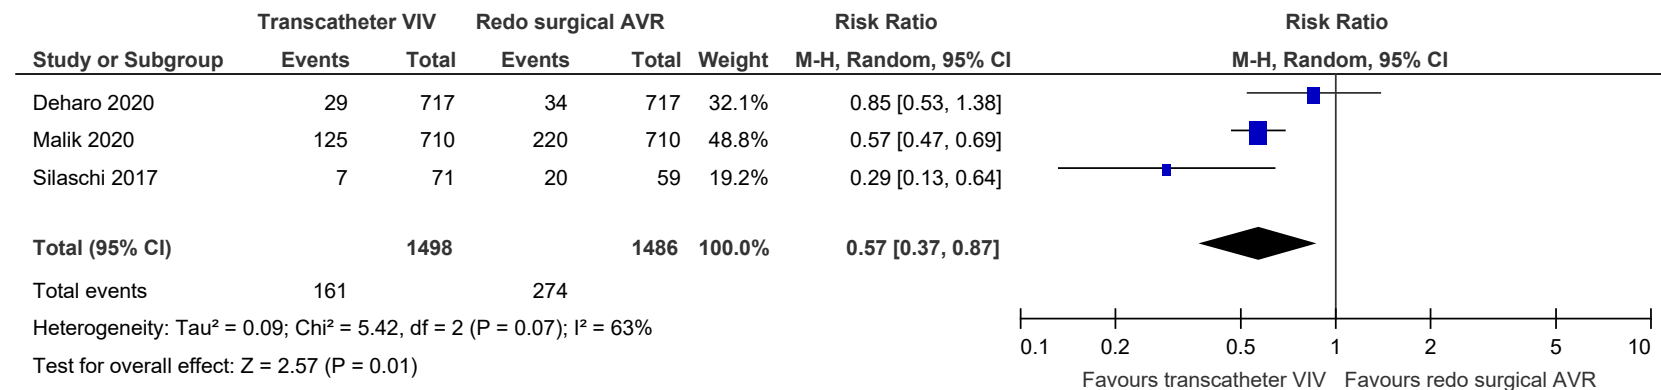 Transcatheter VIV Redo surgical AVR Risk Ratio Risk Ratio
Study or Subgroup Events Total Events Total Weight M-H, Random, 95% CI M-H, Random, 95% CI
Deharo 2020 29 717 34 717 32.1% 0.85 [0.53, 1.38]
Malik 2020 125 710 220 710 48.8% 0.57 [0.47, 0.69]
Silaschi 2017 7 71 20 59 19.2% 0.29 [0.13, 0.64]
Total (95% CI) 1498 1486 100.0% 0.57 [0.37, 0.87]
Total events 161 274
Heterogeneity: Tau² = 0.09; Chi² = 5.42, df = 2 (P = 0.07); I² = 63%
Test for overall effect: Z = 2.57 (P = 0.01)
0.1 0.2 0.5 1 2 5 10
Favours transcatheter VIV Favours redo surgical AVR